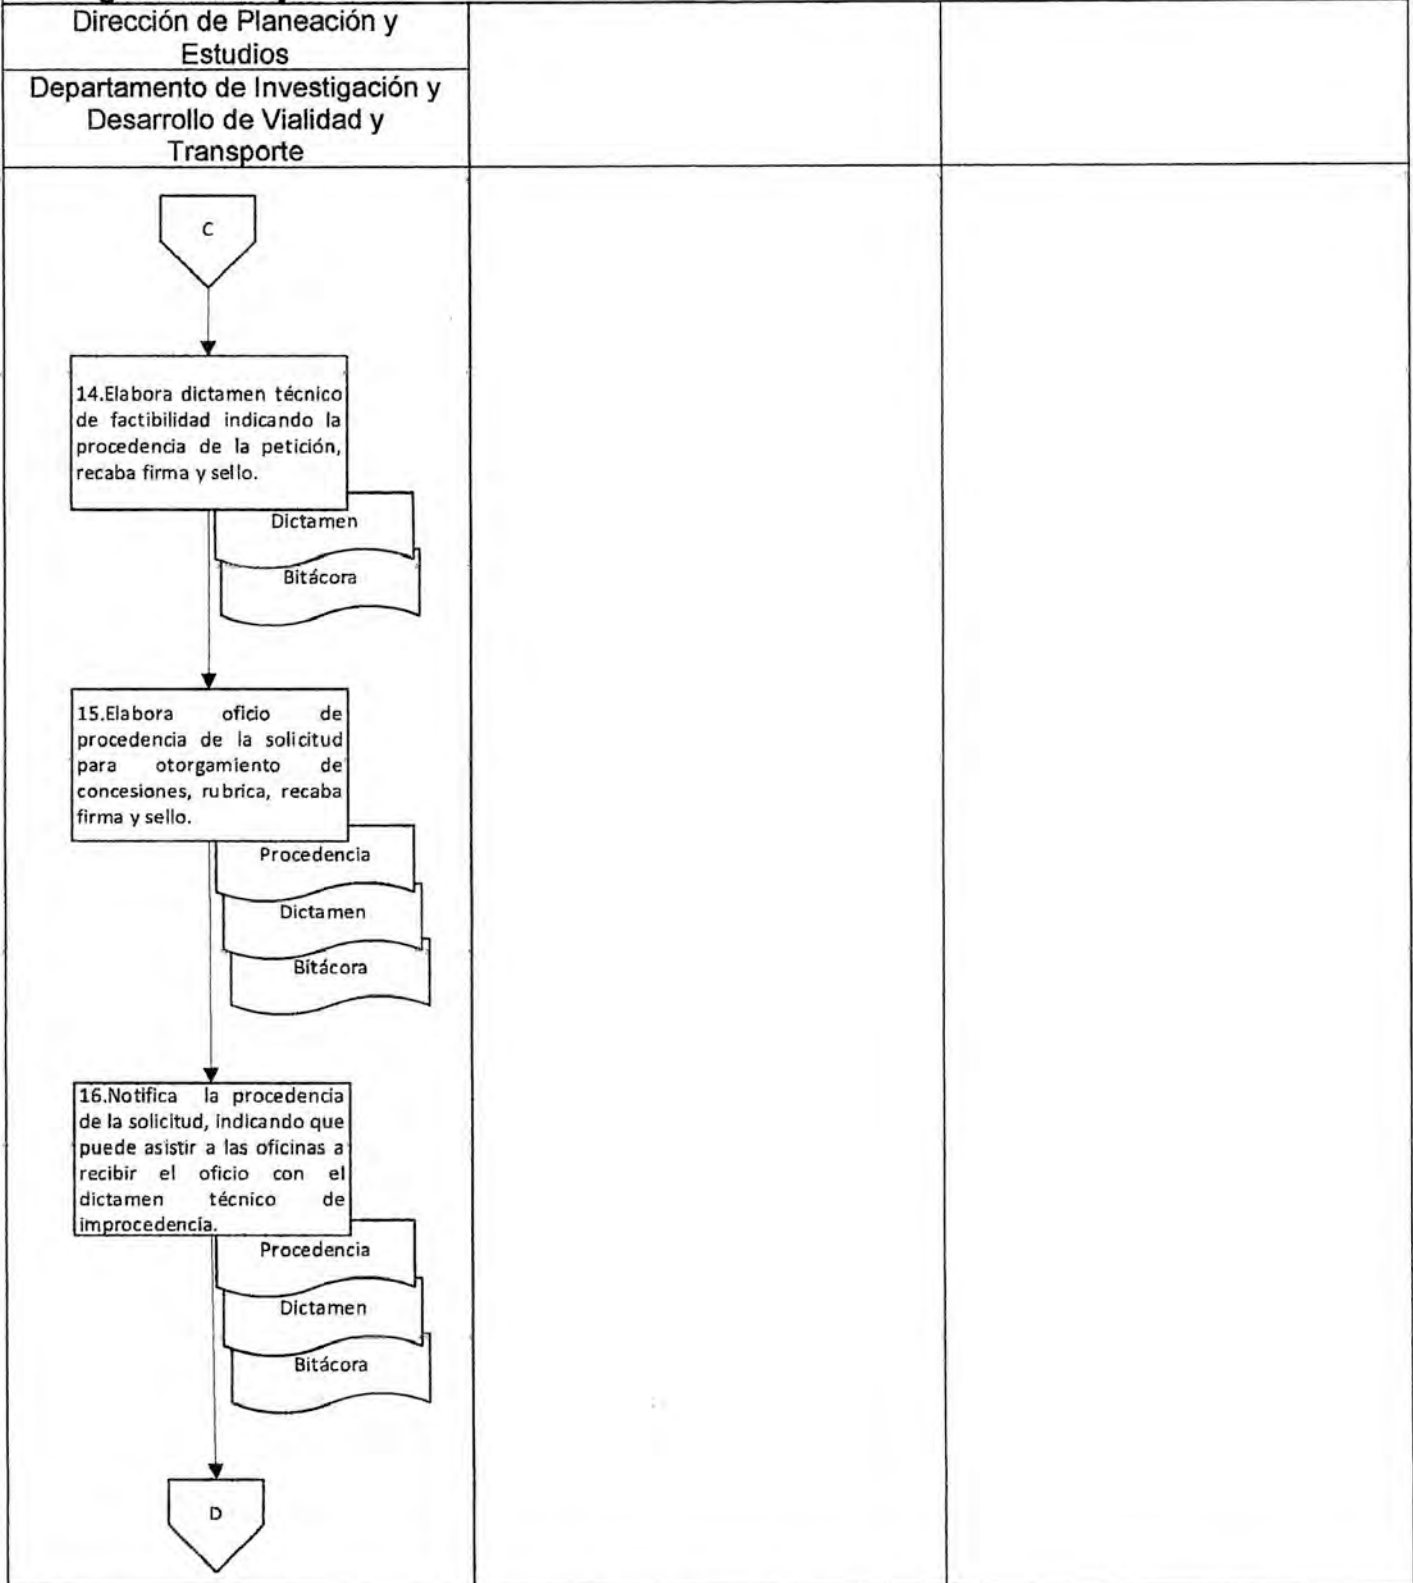 Dirección de Planeación y
Estudios
Departamento de Investigación y
Desarrollo de Vialidad y
Transporte
C
14.Elabora dictamen técnico
de factibilidad indicando la
procedencia de la petición,
recaba firma y sello.
Dictamen
Bitácora
15.Elabora oficio de
procedencia de la solicitud
para otorgamiento de
concesiones, rubrica, recaba
firma y sello.
Procedencia
Dictamen
Bitácora
16.Notifica la procedencia
de la solicitud, indicando que
puede asistir a las oficinas a
recibir el oficio con el
dictamen técnico de
improcedencia.
Procedencia
Dictamen
Bitácora
D